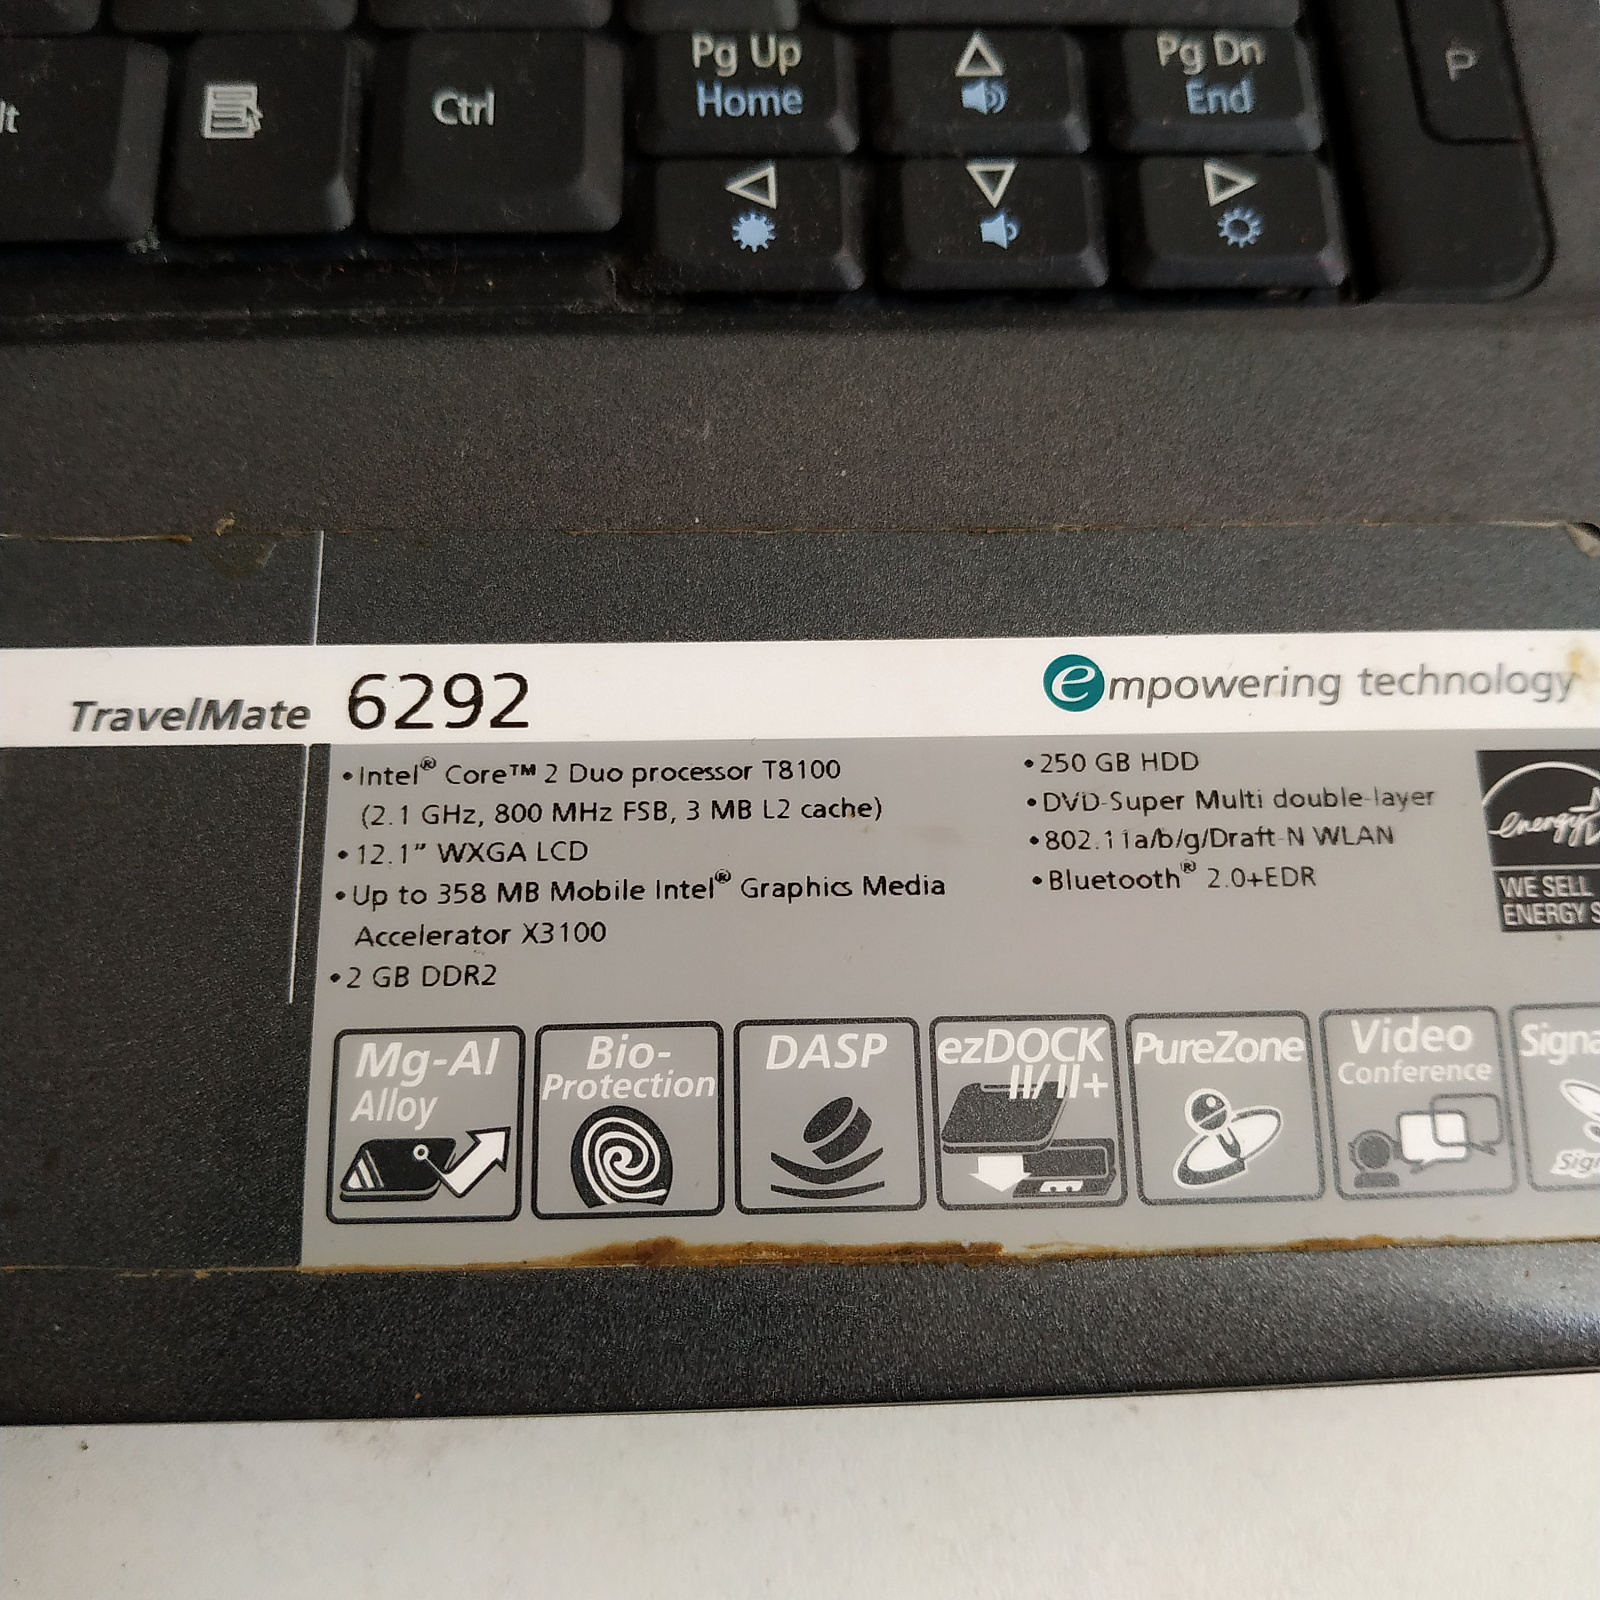 Pg Up
Pg Dn
P
Ctrl
Home
End
TravelMate 6292
empowering technology
•Intel® Core™ 2 Duo processor T8100
(2.1 GHz, 800 MHz FSB, 3 MB L2 cache)
•12.1” WXGA LCD
•Up to 358 MB Mobile Intel® Graphics Media
Accelerator X3100
•2 GB DDR2
•250 GB HDD
•DVD-Super Multi double-layer
•802.11a/b/g/Draft-N WLAN
•Bluetooth® 2.0+EDR
energy
WE SELL
ENERGY S
Mg-Al
Alloy
Bio-
Protection
DASP
ezDOCK
II/II+
PureZone
Video
Conference